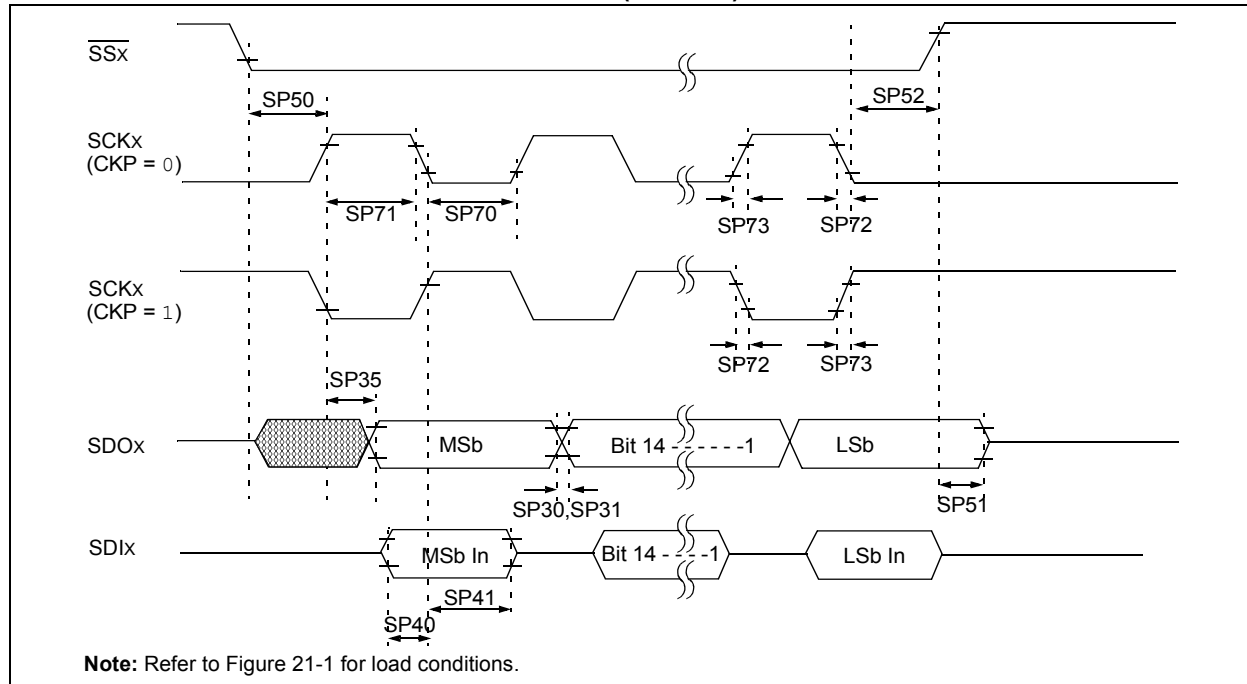 SSx
SP50
SP52
SCKx
(CKP = 0)
SP71
SP70
SP73
SP72
SCKx
(CKP = 1)
SP72
SP73
SP35
SDOx
MSb
Bit 14 - - - - - -1
LSb
SP30,SP31
SP51
SDIx
MSb In
Bit 14 - - - -1
LSb In
SP41
SP40
Note: Refer to Figure 21-1 for load conditions.